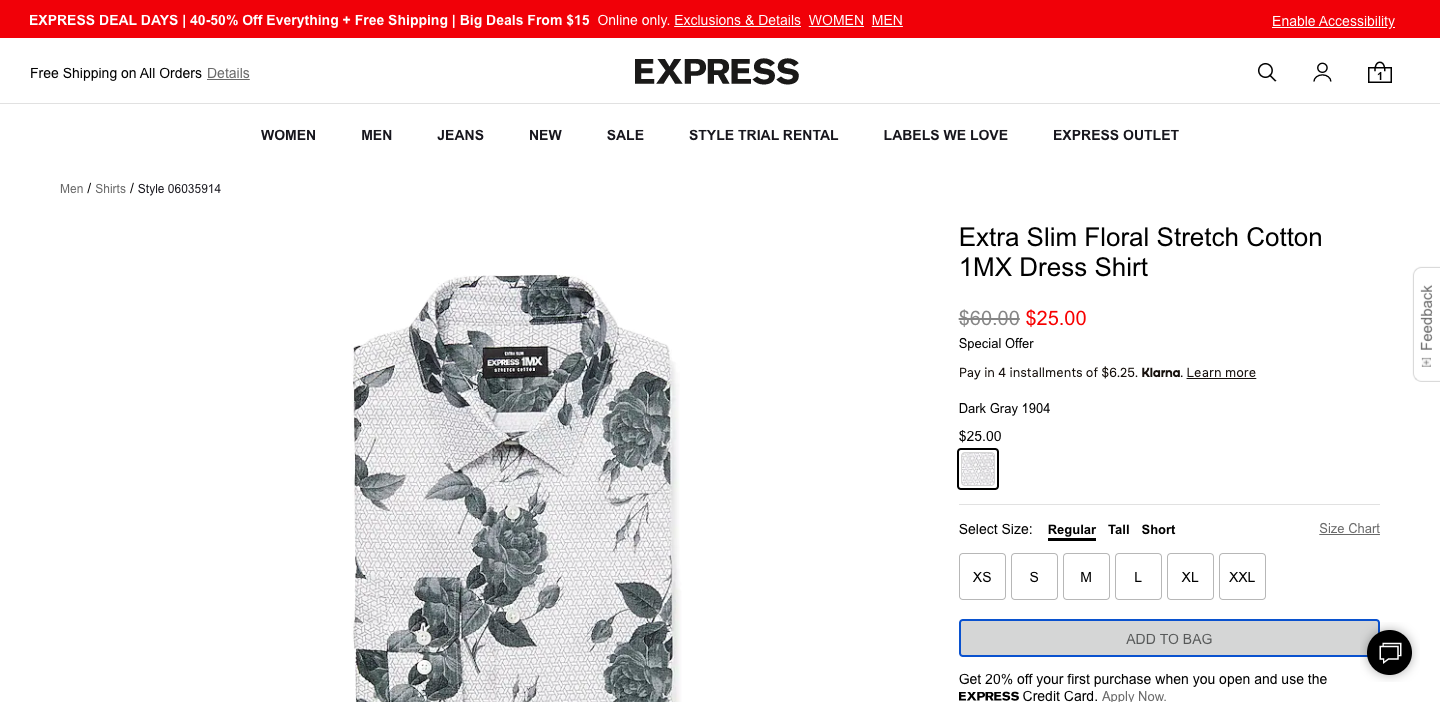 EXPRESS DEAL DAYS | 40-50% Off Everything + Free Shipping | Big Deals From $15 Online only. Exclusions & Details WOMEN MEN
Enable Accessibility
Free Shipping on All Orders Details
EXPRESS
1
WOMEN MEN JEANS NEW SALE STYLE TRIAL RENTAL LABELS WE LOVE EXPRESS OUTLET
Men / Shirts / Style 06035914
EXTRA SLIM
EXPRESS 1MX
STRETCH COTTON
Extra Slim Floral Stretch Cotton
1MX Dress Shirt
$60.00 $25.00
Special Offer
Pay in 4 installments of $6.25. Klarna. Learn more
Dark Gray 1904
$25.00
Select Size: Regular Tall Short Size Chart
XS S M L XL XXL
ADD TO BAG
Get 20% off your first purchase when you open and use the
EXPRESS Credit Card. Apply Now.
[+] Feedback